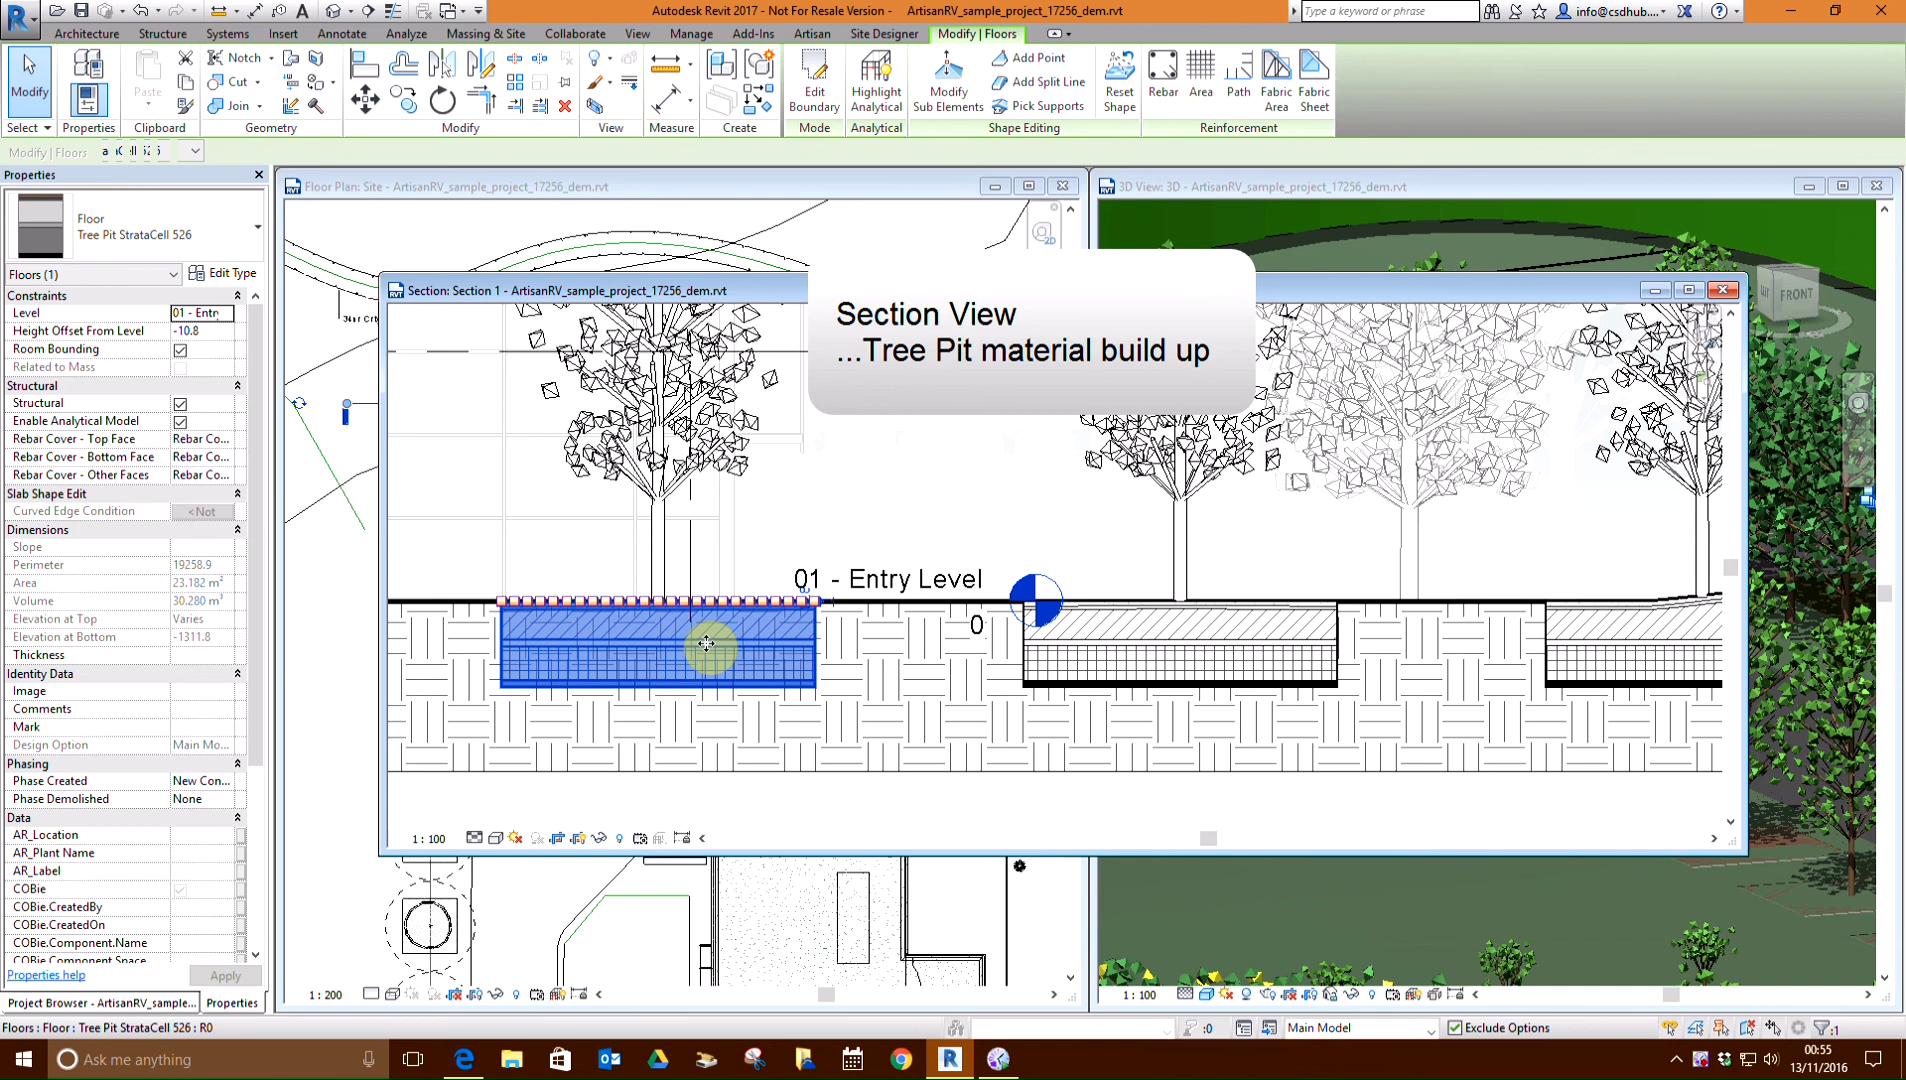 Autodesk Revit 2017 - Not For Resale Version -    ArtisanRV_sample_project_17256_dem.rvt
Type a keyword or phrase
info@csdhub....
Architecture
Structure
Systems
Insert
Annotate
Analyze
Massing & Site
Collaborate
View
Manage
Add-Ins
Artisan
Site Designer
Modify | Floors
Modify
Paste
Notch
Cut
Join
Edit
Boundary
Highlight
Analytical
Modify
Sub Elements
Add Point
Add Split Line
Pick Supports
Reset
Shape
Rebar
Area
Path
Fabric
Area
Fabric
Sheet
Select
Properties
Clipboard
Geometry
Modify
View
Measure
Create
Mode
Analytical
Shape Editing
Reinforcement
Modify | Floors
Properties
Floor
Tree Pit StrataCell 526
Floors (1)
Edit Type
Constraints
Level 01 - Entry
Height Offset From Level -10.8
Room Bounding
Related to Mass
Structural
Structural
Enable Analytical Model
Rebar Cover - Top Face Rebar Co...
Rebar Cover - Bottom Face Rebar Co...
Rebar Cover - Other Faces Rebar Co...
Slab Shape Edit
Curved Edge Condition <Not
Dimensions
Slope
Perimeter 19258.9
Area 23.182 m²
Volume 30.280 m³
Elevation at Top Varies
Elevation at Bottom -1311.8
Thickness
Identity Data
Image
Comments
Mark
Design Option Main Mo...
Phasing
Phase Created New Con...
Phase Demolished None
Data
AR_Location
AR_Plant Name
AR_Label
COBie
COBie.CreatedBy
COBie.CreatedOn
COBie.Component.Name
COBie.Component.Space
Properties help
Apply
Project Browser - ArtisanRV_sample...
Properties
Floor Plan: Site - ArtisanRV_sample_project_17256_dem.rvt
2D
3D View: 3D - ArtisanRV_sample_project_17256_dem.rvt
FRONT
Section: Section 1 - ArtisanRV_sample_project_17256_dem.rvt
Section View
...Tree Pit material build up
01 - Entry Level
0
1 : 100
1 : 200
1 : 100
Floors : Floor : Tree Pit StrataCell 526 : R0
:0
Main Model
Exclude Options
:1
Ask me anything
00:55
13/11/2016